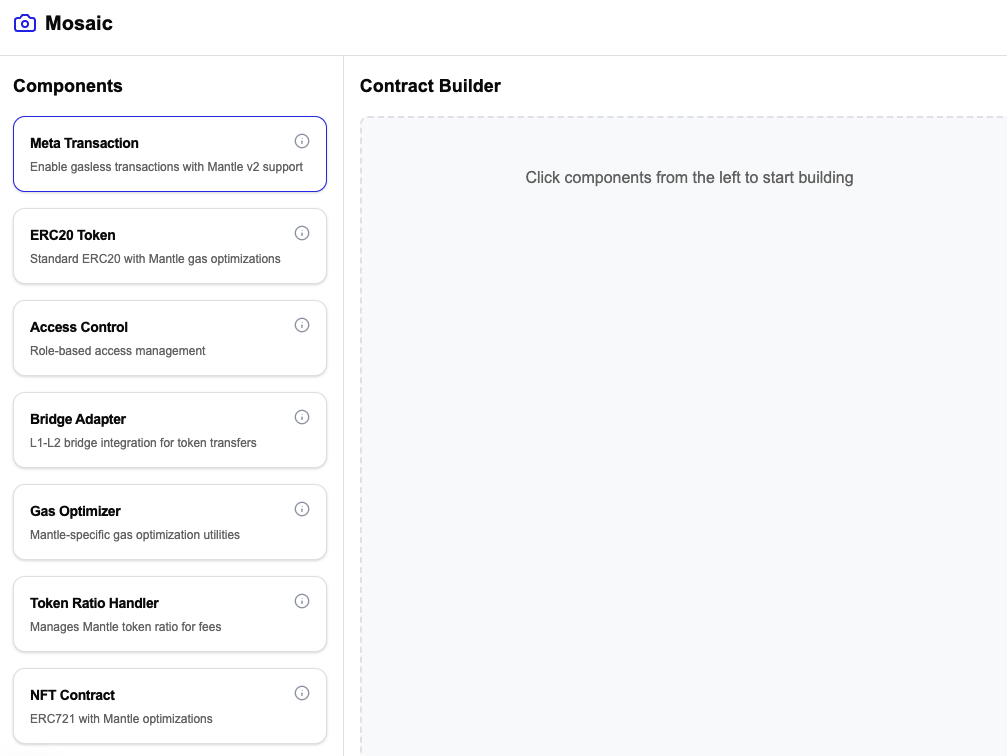 Mosaic
Components
Meta Transaction
Enable gasless transactions with Mantle v2 support
ERC20 Token
Standard ERC20 with Mantle gas optimizations
Access Control
Role-based access management
Bridge Adapter
L1-L2 bridge integration for token transfers
Gas Optimizer
Mantle-specific gas optimization utilities
Token Ratio Handler
Manages Mantle token ratio for fees
NFT Contract
ERC721 with Mantle optimizations
Contract Builder
Click components from the left to start building